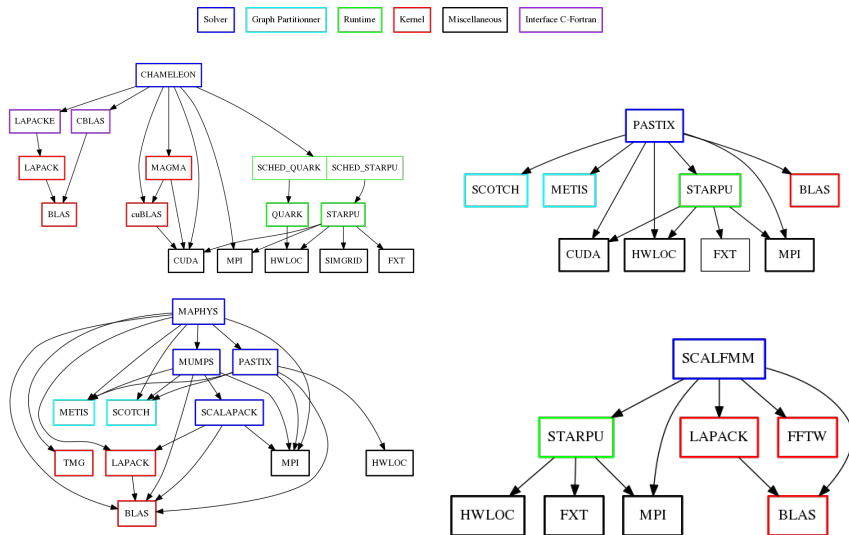 Solver Graph Partitionner Runtime Kernel Miscellaneous Interface C-Fortran
CHAMELEON
LAPACKE CBLAS
LAPACK MAGMA SCHED_QUARK SCHED_STARPU
BLAS cuBLAS QUARK STARPU
CUDA MPI HWLOC SIMGRID FXT
PASTIX
SCOTCH METIS STARPU BLAS
CUDA HWLOC FXT MPI
MAPHYS
MUMPS PASTIX
METIS SCOTCH SCALAPACK
TMG LAPACK MPI HWLOC
BLAS
SCALFMM
STARPU LAPACK FFTW
HWLOC FXT MPI BLAS